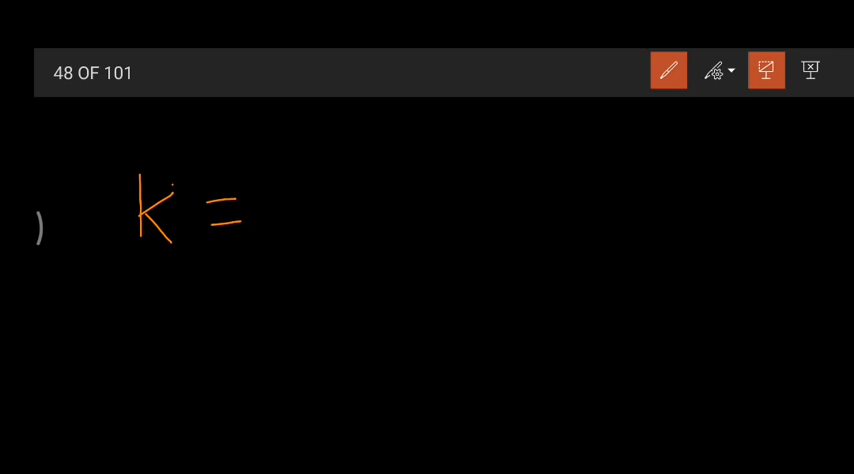 48 OF 101
) K =